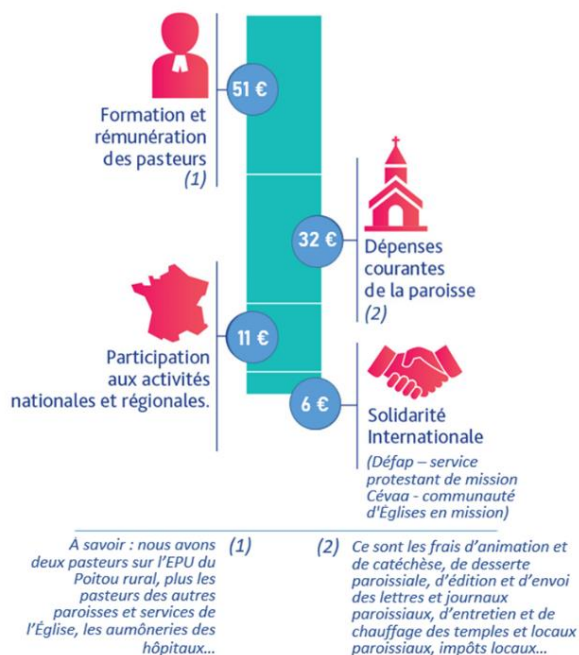 51 €
Formation et
rémunération
des pasteurs
(1)
32 €
Dépenses
courantes
de la paroisse
(2)
11 €
Participation
aux activités
nationales et régionales.
6 €
Solidarité
Internationale
(Défap – service
protestant de mission
Cévaa - communauté
d'Églises en mission)
(1)
À savoir : nous avons
deux pasteurs sur l'EPU du
Poitou rural, plus les
pasteurs des autres
paroisses et services de
l'Église, les aumôneries des
hôpitaux...
(2) Ce sont les frais d'animation et
de catéchèse, de desserte
paroissiale, d'édition et d'envoi
des lettres et journaux
paroissiaux, d'entretien et de
chauffage des temples et locaux
paroissiaux, impôts locaux...